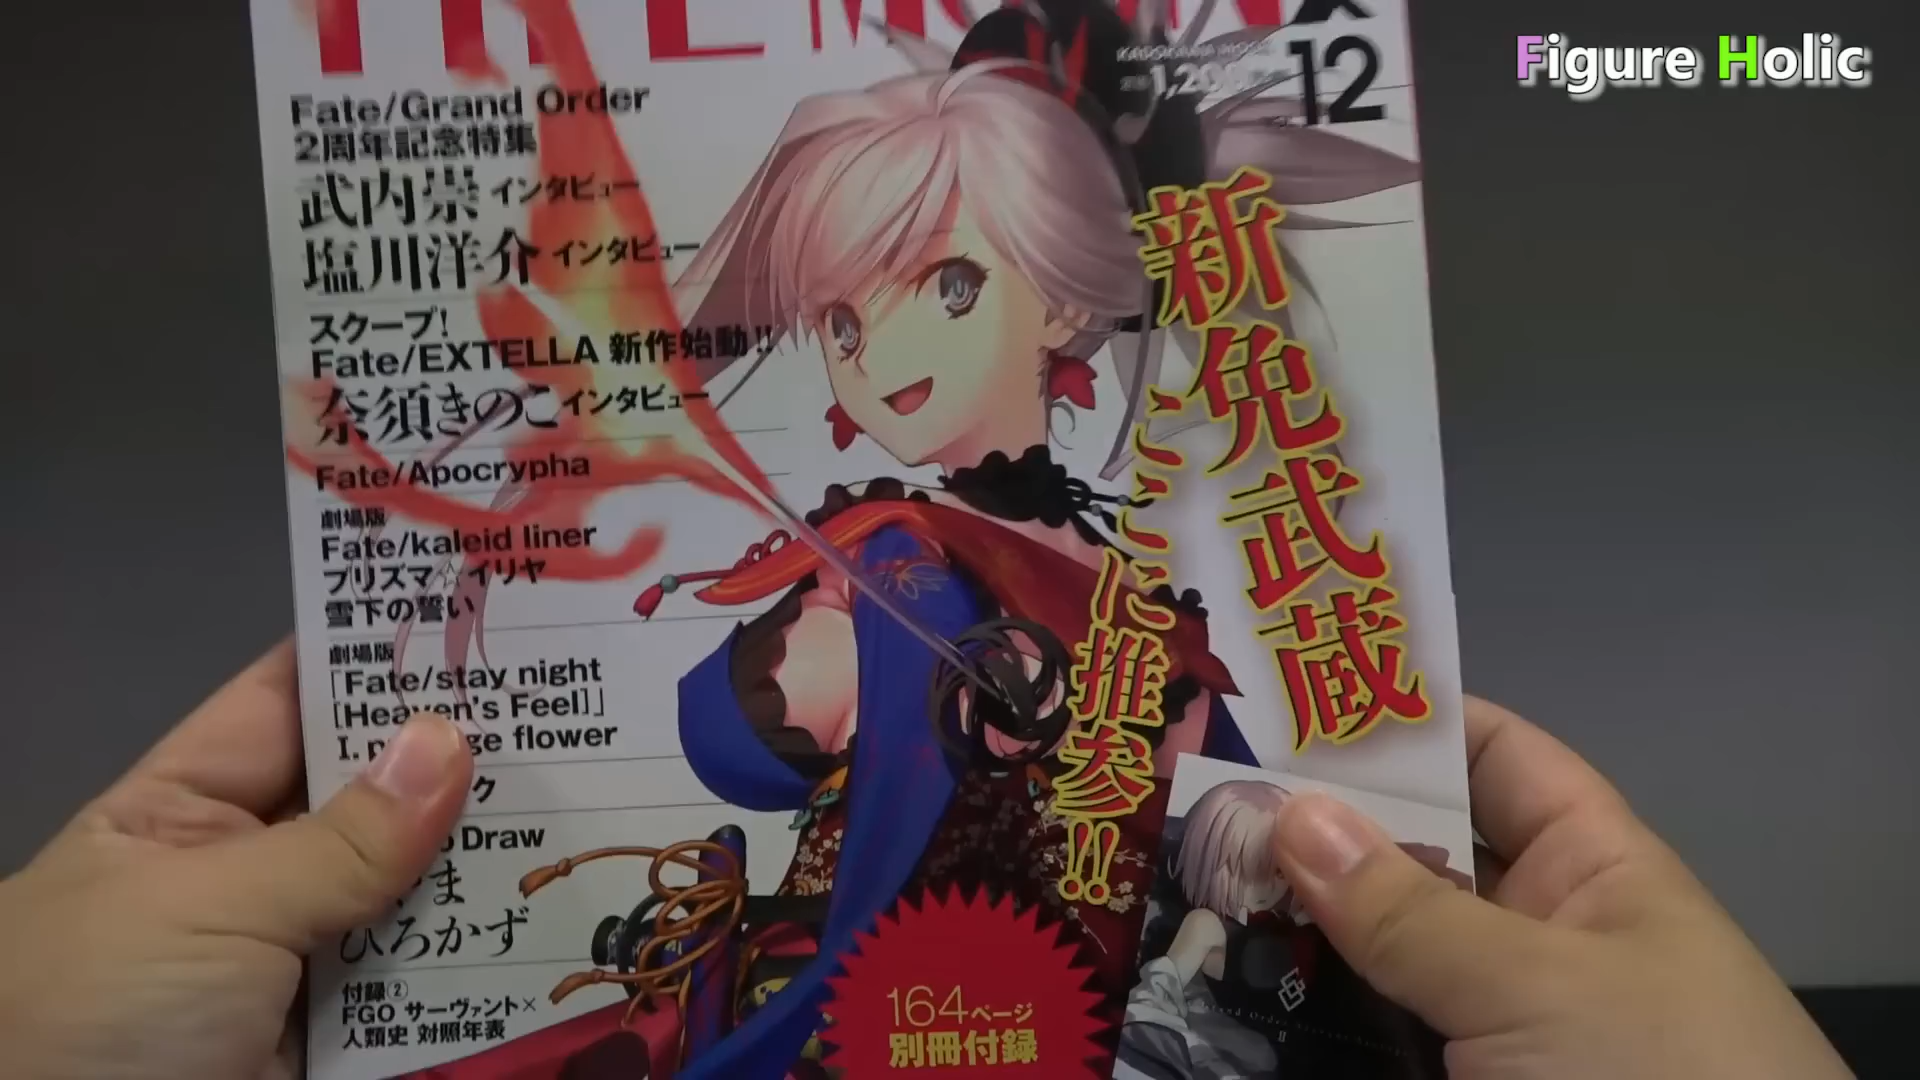 Figure Holic
KADOKAWA MOOK
12
Fate/Grand Order
2周年記念特集
武内崇 インタビュー
塩川洋介 インタビュー
スクープ!
Fate/EXTELLA 新作始動!!
奈須きのこ インタビュー
Fate/Apocrypha
劇場版
Fate/kaleid liner
プリズマ☆イリヤ
雪下の誓い
劇場版
「Fate/stay night
[Heaven's Feel]」
flower
Draw
ひろかず
付録②
FGO サーヴァント×
人類史 対照年表
新免武蔵
ここに推参!!
164ページ
別冊付録
II